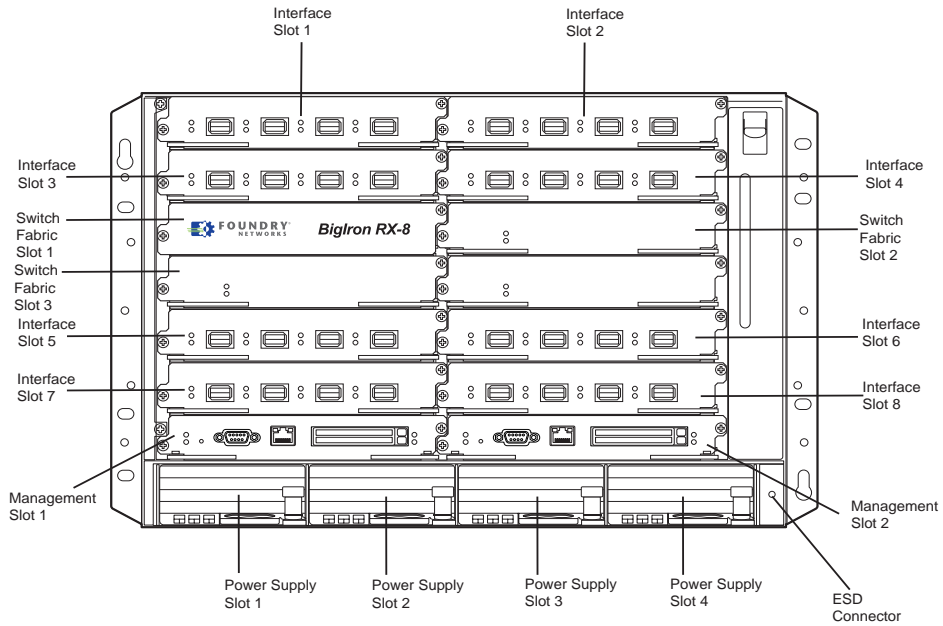 Interface
Slot 1
Interface
Slot 2
Interface
Slot 3
Interface
Slot 4
Switch
Fabric
Slot 1
FOUNDRY
NETWORKS
BigIron RX-8
Switch
Fabric
Slot 2
Switch
Fabric
Slot 3
Interface
Slot 5
Interface
Slot 6
Interface
Slot 7
Interface
Slot 8
Management
Slot 1
Management
Slot 2
Power Supply
Slot 1
Power Supply
Slot 2
Power Supply
Slot 3
Power Supply
Slot 4
ESD
Connector